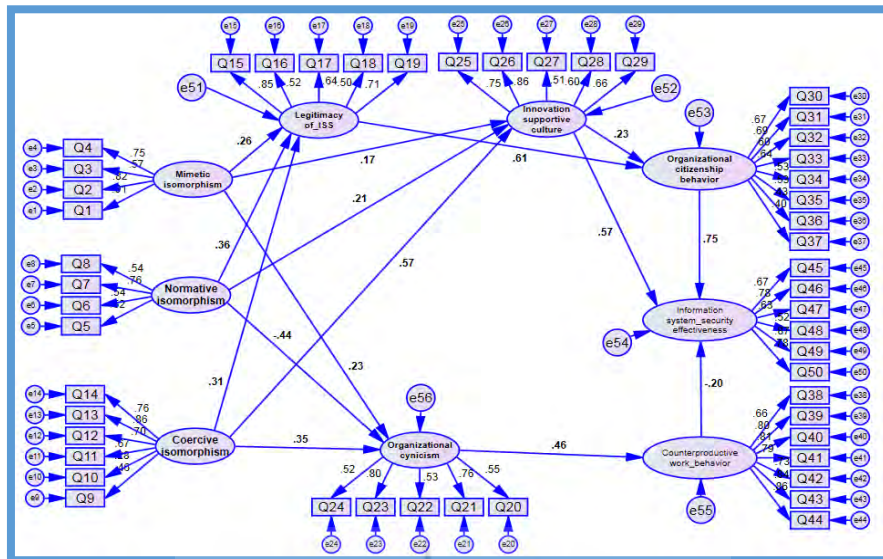 e15 e16 e17 e18 e19
Q15 Q16 Q17 Q18 Q19
.85 .52 .64 .50 .71
e51
Legitimacy
of_ISS
e25 e26 e27 e28 e29
Q25 Q26 Q27 Q28 Q29
.75 .86 .51 .60 .66
e52
Innovation
supportive
culture
e53
Organizational
citizenship
behavior
e30 Q30 .67
e31 Q31
e32 Q32
e33 Q33 .64
e34 Q34 .53
e35 Q35
e36 Q36
e37 Q37 .40
e4 Q4 .75
e3 Q3 .57
e2 Q2 .82
e1 Q1
Mimetic
isomorphism
.26
.17
.23
.61
.21
.36
.57
.57
.75
e8 Q8 .54
e7 Q7 .76
e6 Q6 .54
e5 Q5
Normative
isomorphism
-.44
.23
.31
Information
system_security
effectiveness
e54
e45 Q45 .67
e46 Q46 .78
e47 Q47 .63
e48 Q48 .52
e49 Q49
e50 Q50
-.20
e14 Q14 .76
e13 Q13 .86
e12 Q12 .70
e11 Q11 .67
e10 Q10
e9 Q9
Coercive
isomorphism
.35
e56
Organizational
cynicism
.46
.52 .80 .53 .76 .55
Q24 Q23 Q22 Q21 Q20
e24 e23 e22 e21 e20
Counterproductive
work_behavior
e55
e38 Q38 .66
e39 Q39 .80
e40 Q40 .81
e41 Q41 .79
e42 Q42 .73
e43 Q43
e44 Q44 .86